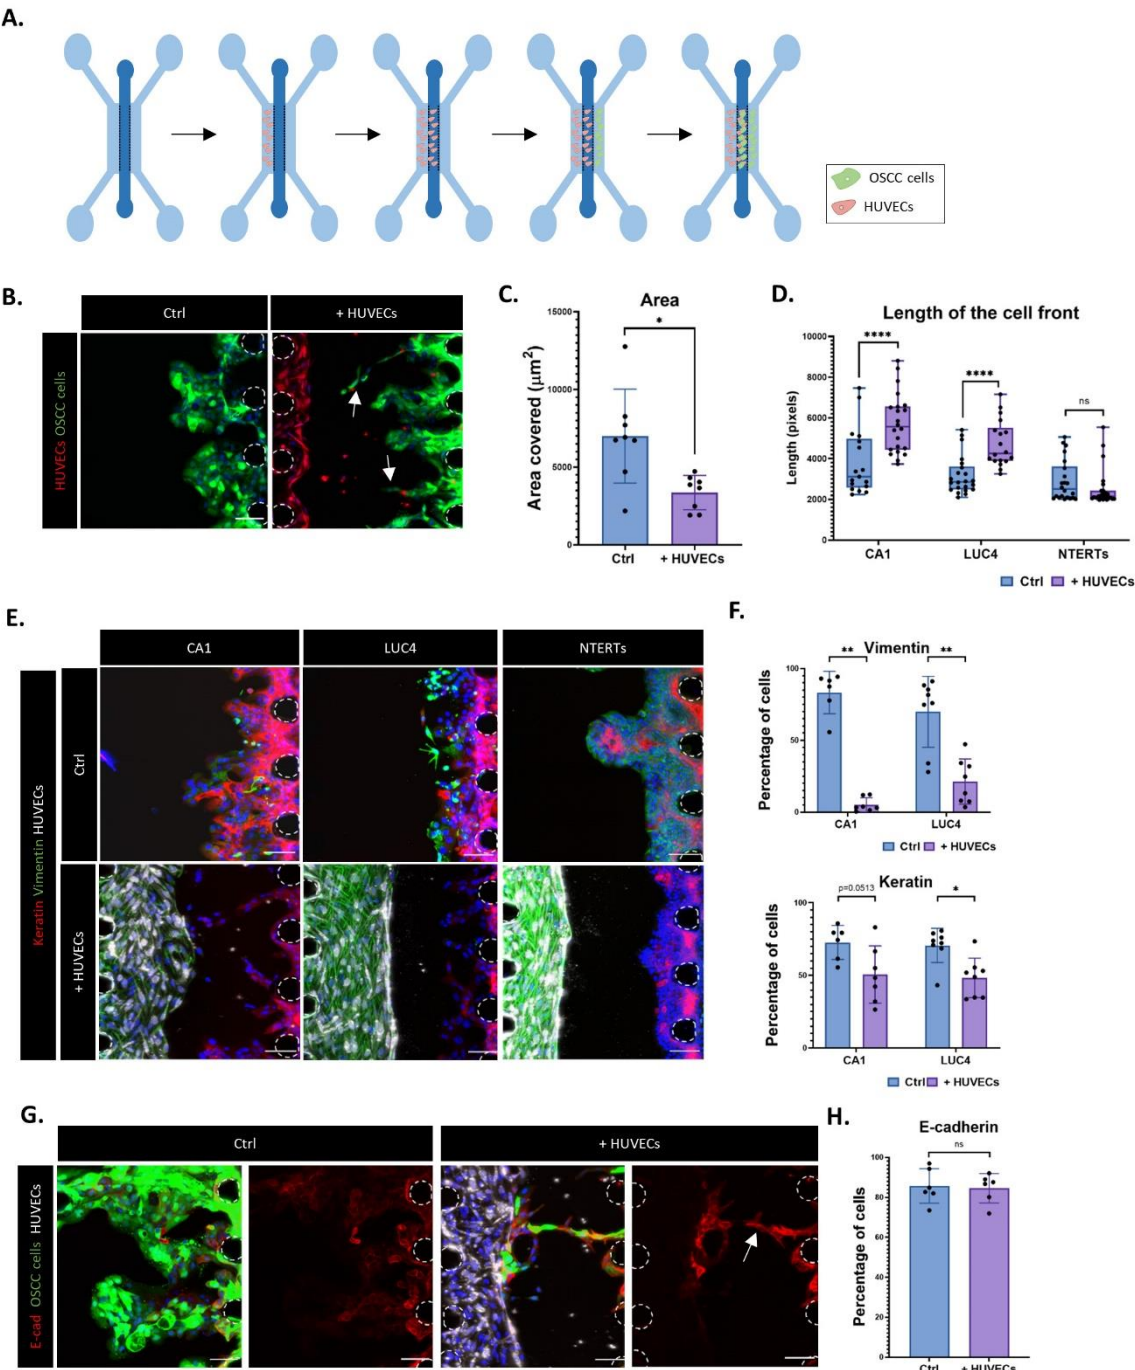 A.
OSCC cells
HUVECs
B.
Ctrl
+ HUVECs
HUVECs OSCC cells
C.
Area
*
Area covered (μm2)
15000
10000
5000
0
Ctrl
+ HUVECs
D.
Length of the cell front
****
****
ns
Length (pixels)
10000
8000
6000
4000
2000
0
CA1
LUC4
NTERTs
Ctrl
+ HUVECs
E.
CA1
LUC4
NTERTs
Keratin Vimentin HUVECs
Ctrl
+ HUVECs
F.
Vimentin
**
**
Percentage of cells
100
50
0
CA1
LUC4
Ctrl
+ HUVECs
Keratin
p=0.0513
*
Percentage of cells
100
50
0
CA1
LUC4
Ctrl
+ HUVECs
G.
Ctrl
+ HUVECs
E-cad OSCC cells HUVECs
H.
E-cadherin
ns
Percentage of cells
100
80
60
40
20
0
Ctrl
+ HUVECs